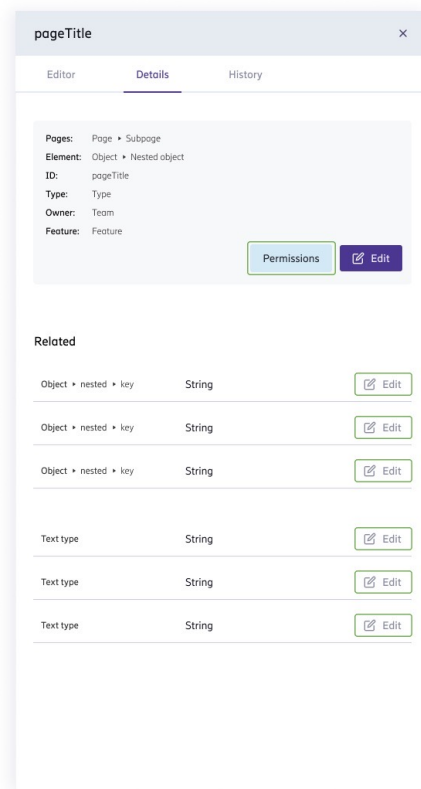 pageTitle ×
Editor Details History
Pages: Page ▸ Subpage
Element: Object ▸ Nested object
ID: pageTitle
Type: Type
Owner: Team
Feature: Feature
Permissions Edit
Related
Object ▸ nested ▸ key String Edit
Object ▸ nested ▸ key String Edit
Object ▸ nested ▸ key String Edit
Text type String Edit
Text type String Edit
Text type String Edit